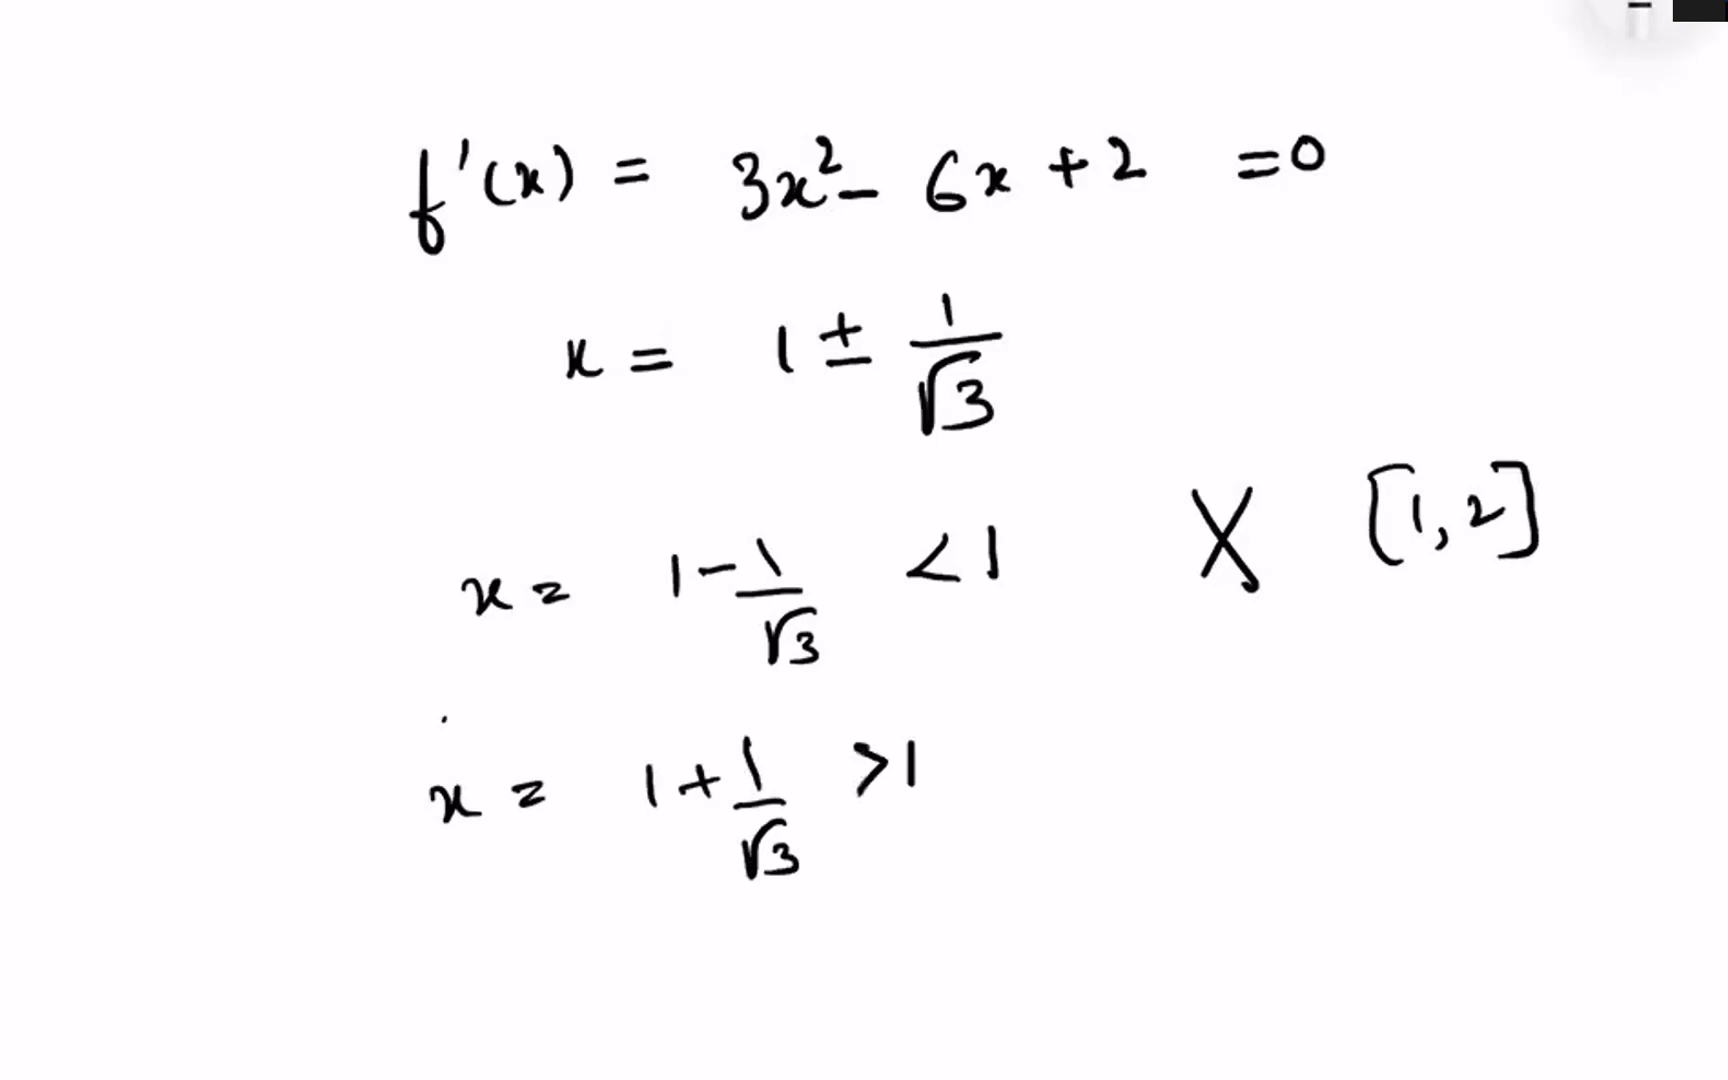 f'(x) = 3x² - 6x + 2 = 0
x = 1 ± 1/√3
x = 1 - 1/√3 < 1 X [1, 2]
x = 1 + 1/√3 > 1